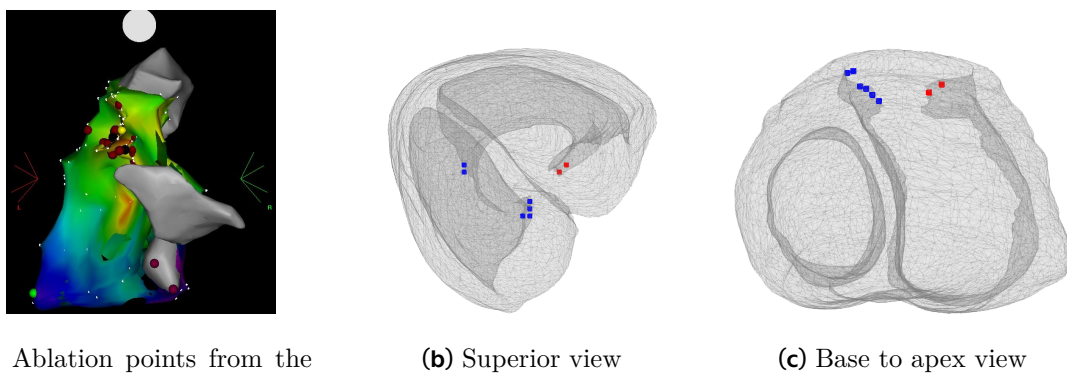 L
R
Ablation points from the
(b) Superior view
(c) Base to apex view